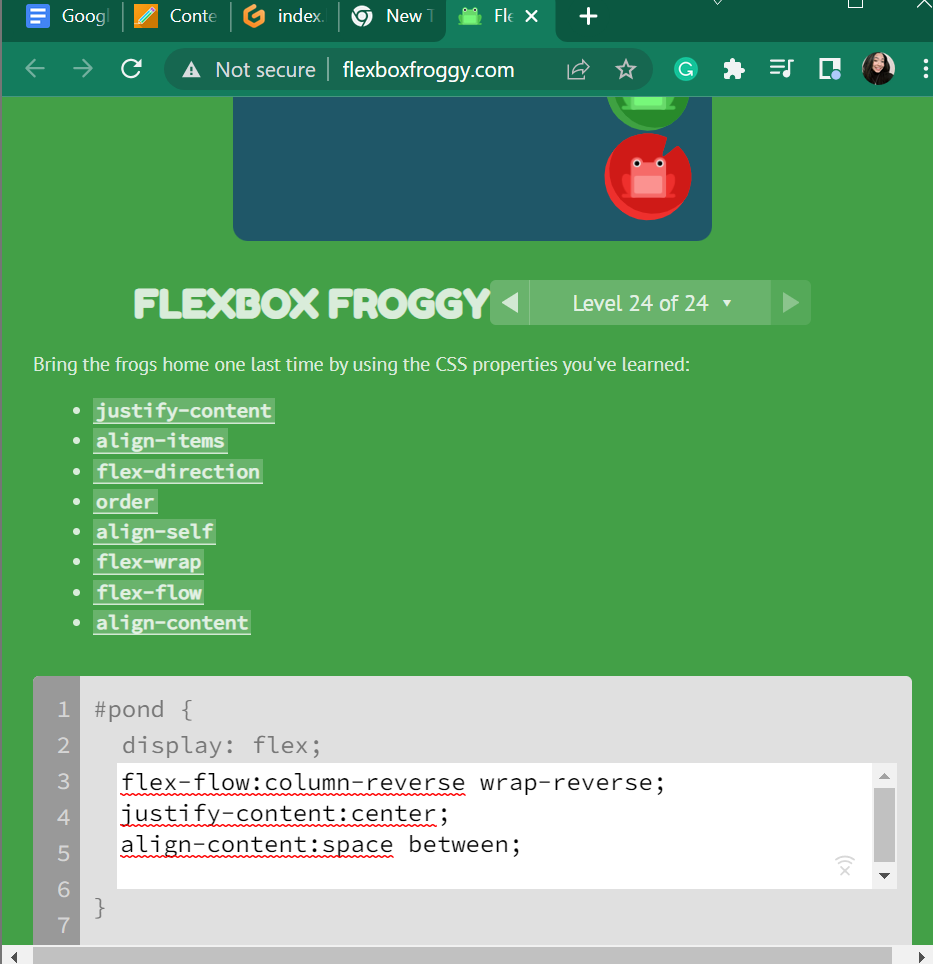 Googl
Conte
index.
New T
Fle
Not secure
flexboxfroggy.com
FLEXBOX FROGGY
Level 24 of 24
Bring the frogs home one last time by using the CSS properties you've learned:
justify-content
align-items
flex-direction
order
align-self
flex-wrap
flex-flow
align-content
1 #pond {
2 display: flex;
3 flex-flow:column-reverse wrap-reverse;
4 justify-content:center;
5 align-content:space between;
6 }
7